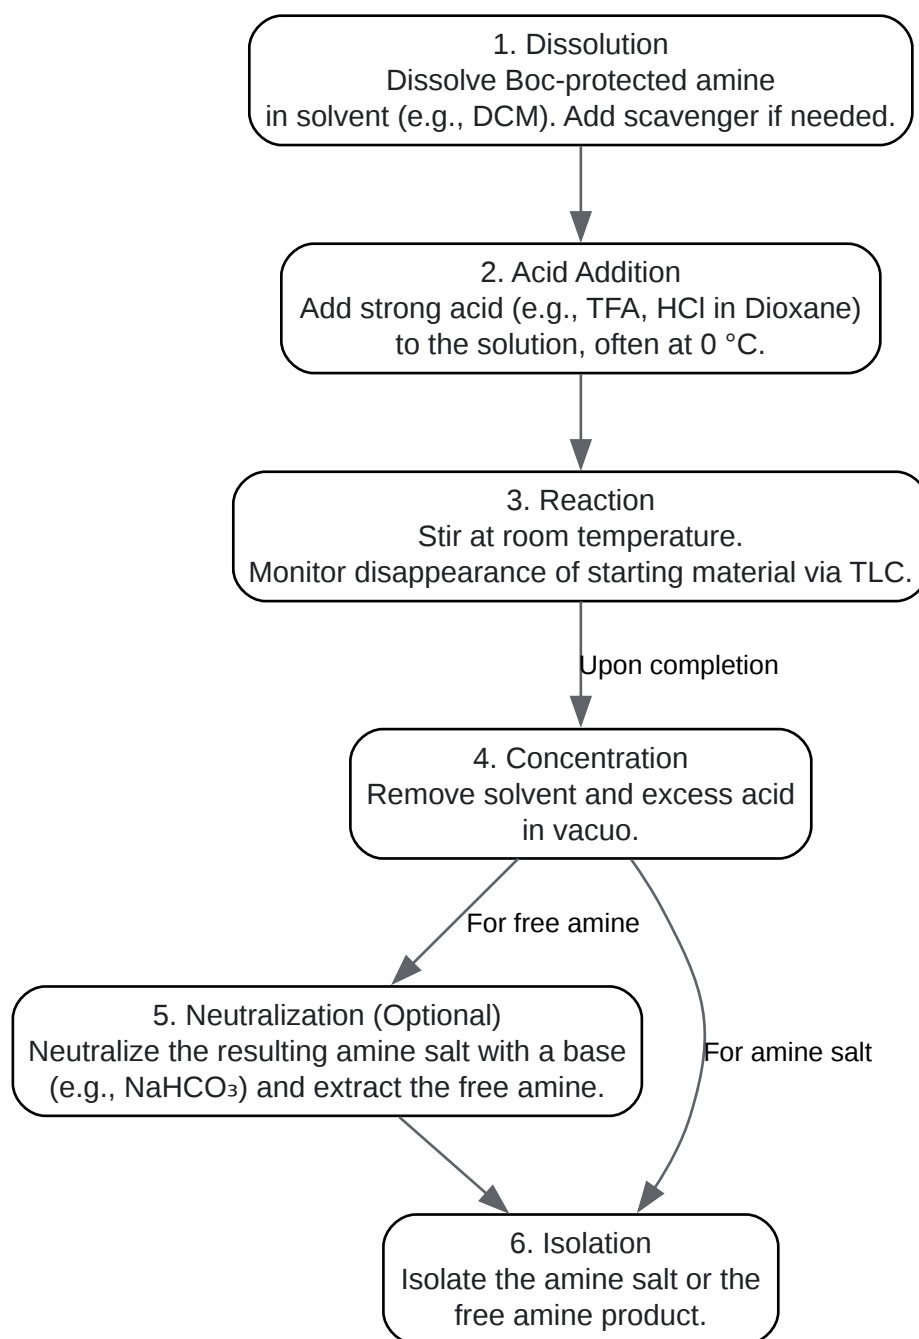 1. Dissolution
Dissolve Boc-protected amine
in solvent (e.g., DCM). Add scavenger if needed.
2. Acid Addition
Add strong acid (e.g., TFA, HCl in Dioxane)
to the solution, often at 0 °C.
3. Reaction
Stir at room temperature.
Monitor disappearance of starting material via TLC.
Upon completion
4. Concentration
Remove solvent and excess acid
in vacuo.
For free amine
5. Neutralization (Optional)
Neutralize the resulting amine salt with a base
(e.g., NaHCO₃) and extract the free amine.
For amine salt
6. Isolation
Isolate the amine salt or the
free amine product.